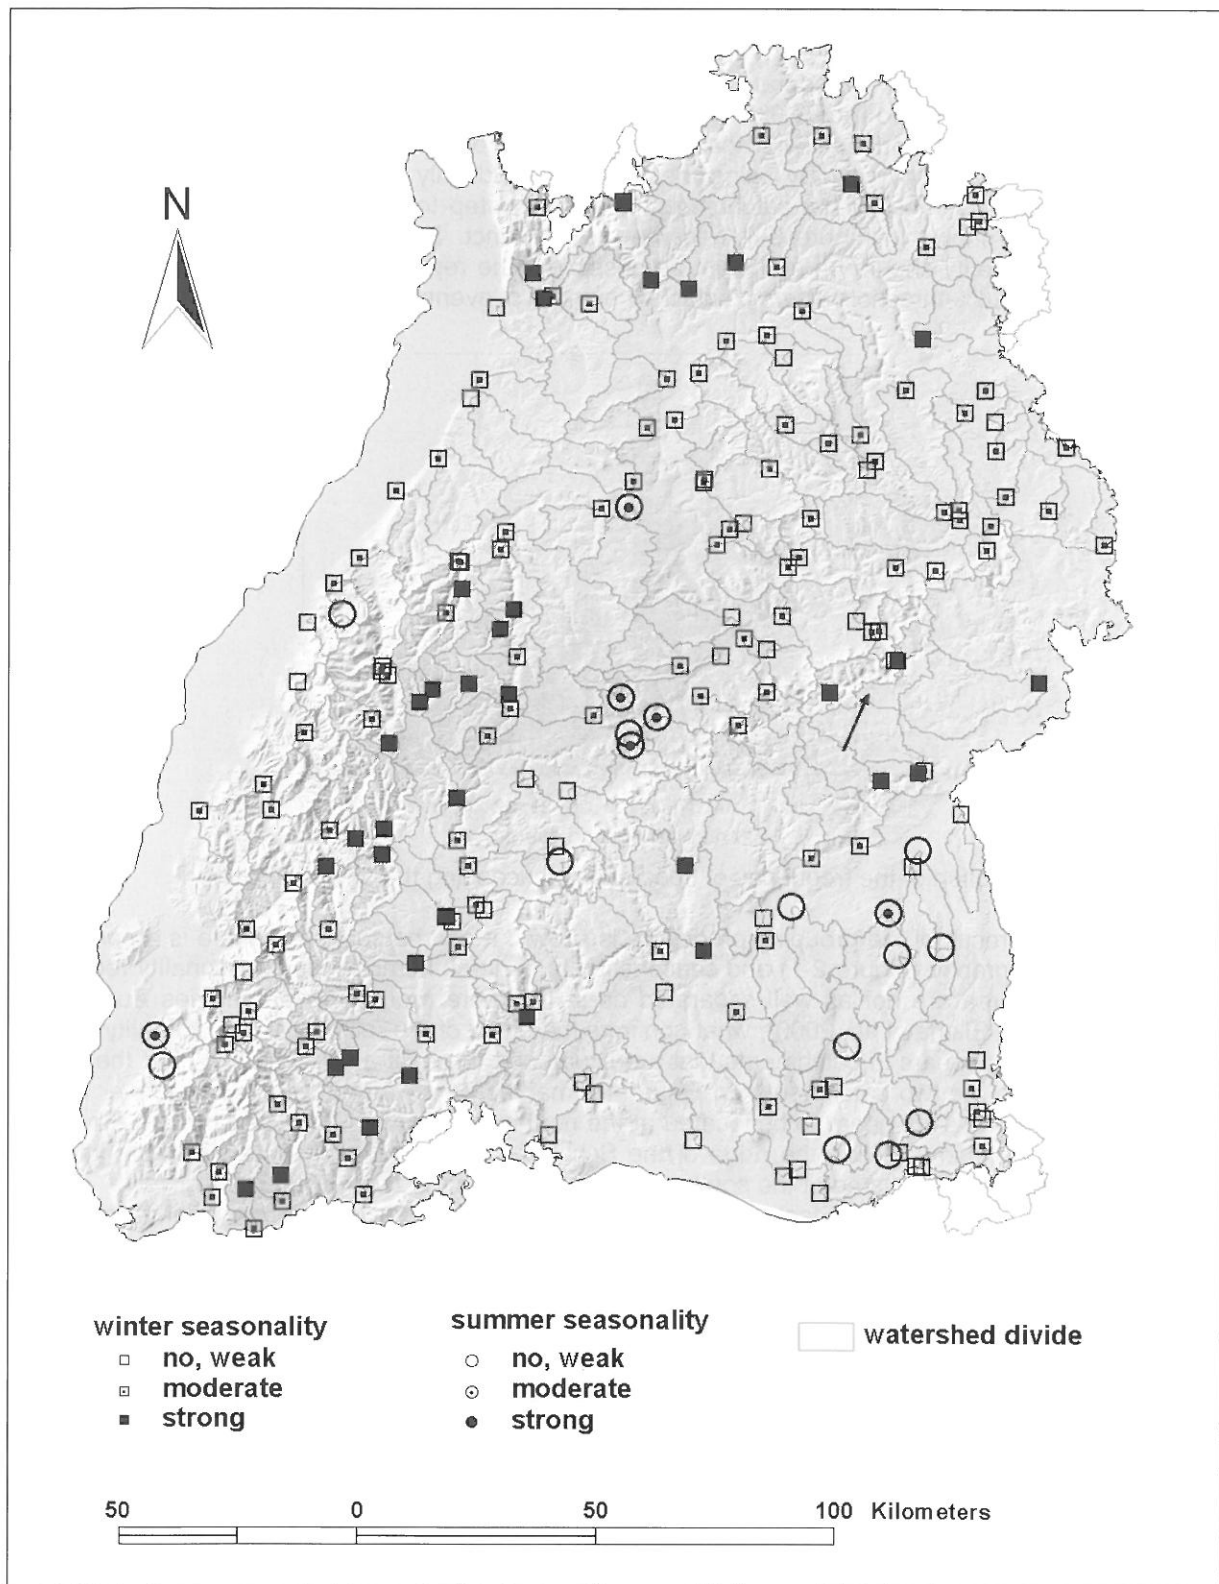 N
winter seasonality
no, weak
moderate
strong
summer seasonality
no, weak
moderate
strong
watershed divide
50 0 50 100 Kilometers